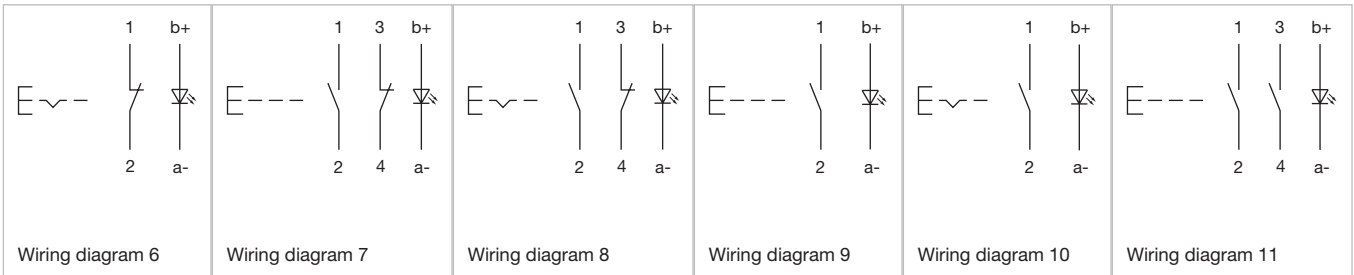 1 b+
2 a-
Wiring diagram 6
1 3 b+
2 4 a-
Wiring diagram 7
1 3 b+
2 4 a-
Wiring diagram 8
1 b+
2 a-
Wiring diagram 9
1 b+
2 a-
Wiring diagram 10
1 3 b+
2 4 a-
Wiring diagram 11